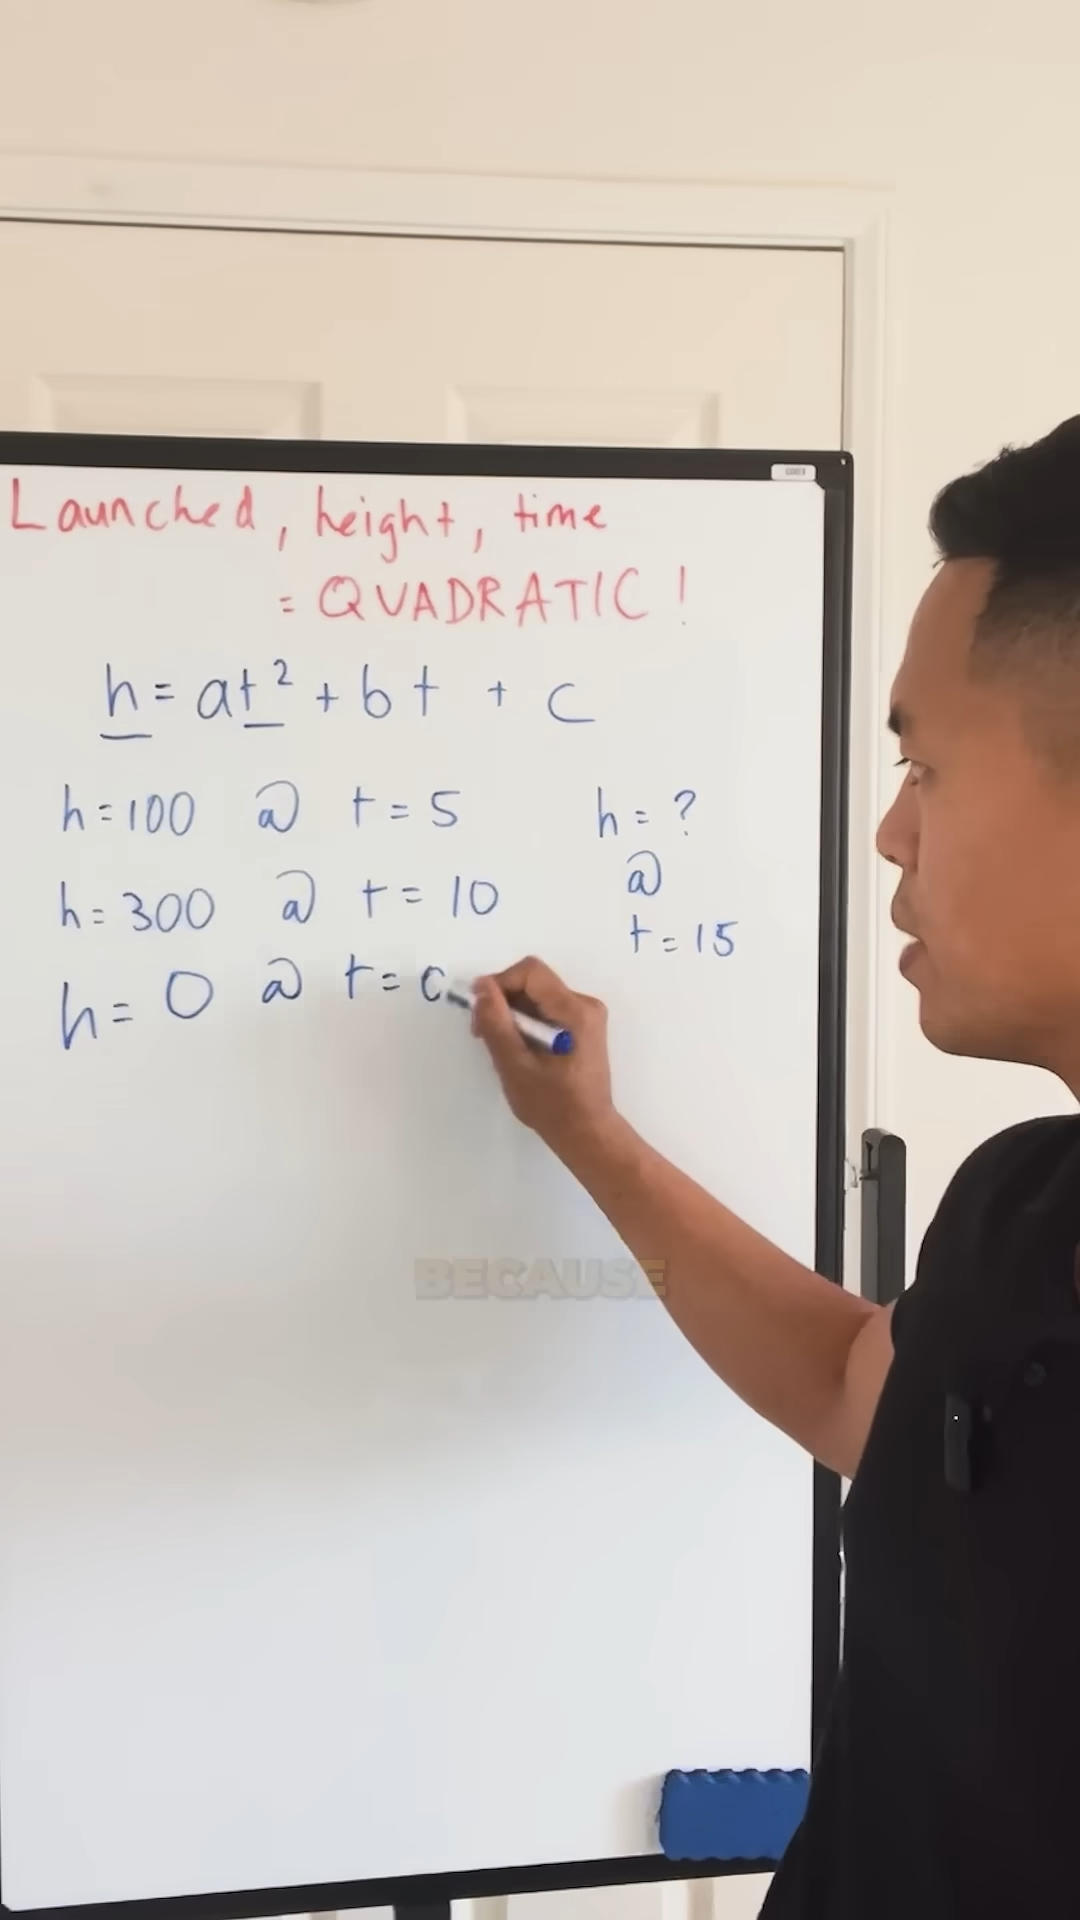 Launched, height, time
= QUADRATIC!
h = at² + bt + c
h = 100 @ t = 5
h = 300 @ t = 10
h = 0 @ t = 0
h = ?
@
t = 15
BECAUSE